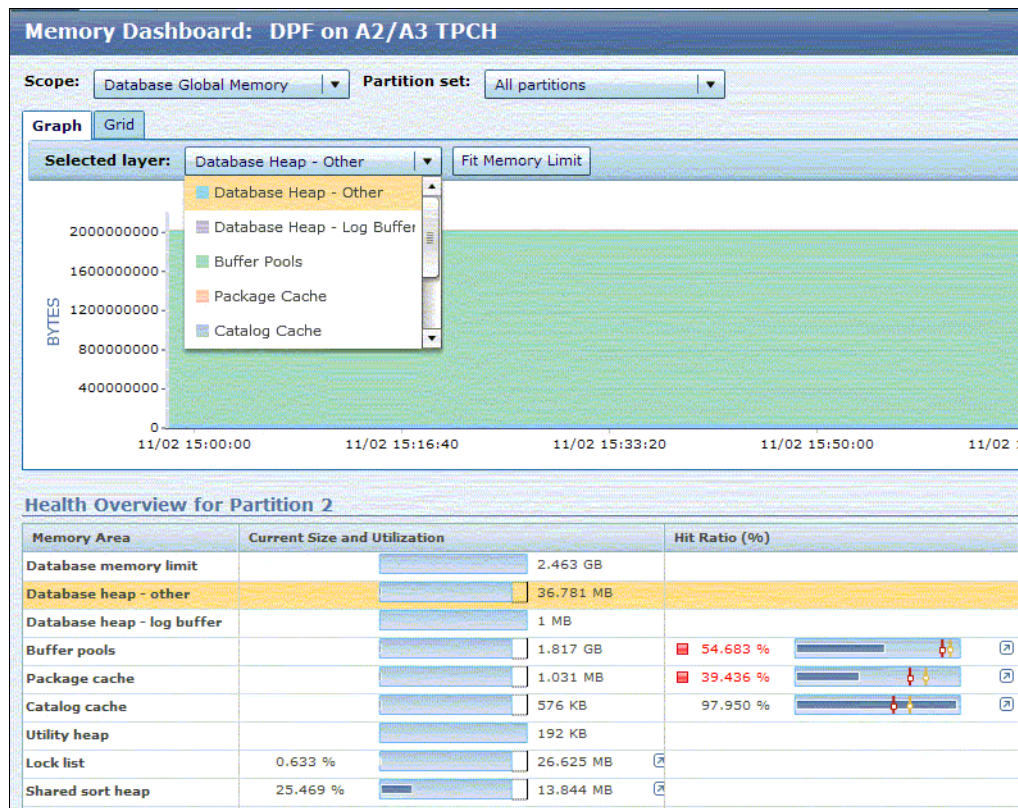 Memory Dashboard: DPF on A2/A3 TPCH
Scope: Database Global Memory Partition set: All partitions
Graph Grid
Selected layer: Database Heap - Other Fit Memory Limit
Database Heap - Other
Database Heap - Log Buffer
Buffer Pools
Package Cache
Catalog Cache
BYTES
2000000000
1600000000
1200000000
800000000
400000000
0
11/02 15:00:00 11/02 15:16:40 11/02 15:33:20 11/02 15:50:00 11/02
Health Overview for Partition 2
Memory Area Current Size and Utilization Hit Ratio (%)
Database memory limit 2.463 GB
Database heap - other 36.781 MB
Database heap - log buffer 1 MB
Buffer pools 1.817 GB 54.683 %
Package cache 1.031 MB 39.436 %
Catalog cache 576 KB 97.950 %
Utility heap 192 KB
Lock list 0.633 % 26.625 MB
Shared sort heap 25.469 % 13.844 MB